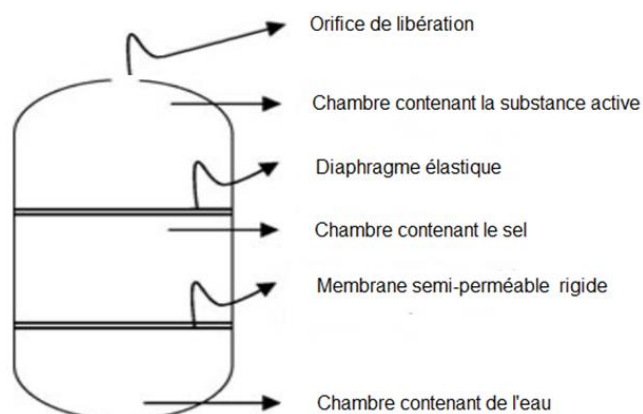 Orifice de libération
Chambre contenant la substance active
Diaphragme élastique
Chambre contenant le sel
Membrane semi-perméable rigide
Chambre contenant de l'eau